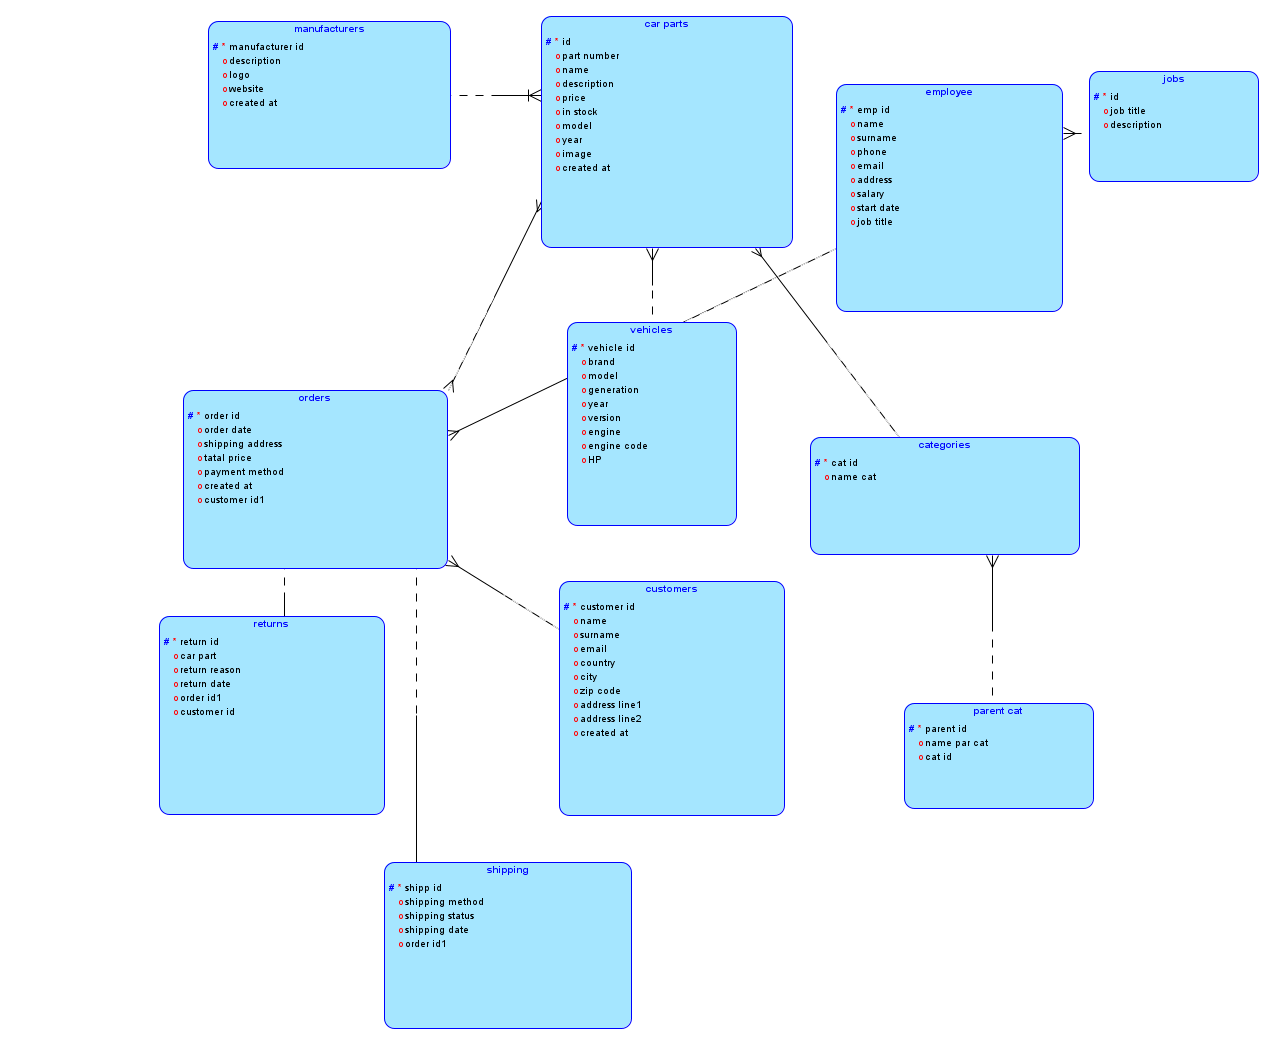 manufacturers
# * manufacturer id
o description
o logo
o website
o created at
car parts
# * id
o part number
o name
o description
o price
o in stock
o model
o year
o image
o created at
employee
# * emp id
o name
o surname
o phone
o email
o address
o salary
o start date
o job title
jobs
# * id
o job title
o description
vehicles
# * vehicle id
o brand
o model
o generation
o year
o version
o engine
o engine code
o HP
orders
# * order id
o order date
o shipping address
o tatal price
o payment method
o created at
o customer id1
categories
# * cat id
o name cat
customers
# * customer id
o name
o surname
o email
o country
o city
o zip code
o address line1
o address line2
o created at
returns
# * return id
o car part
o return reason
o return date
o order id1
o customer id
parent cat
# * parent id
o name par cat
o cat id
shipping
# * shipp id
o shipping method
o shipping status
o shipping date
o order id1